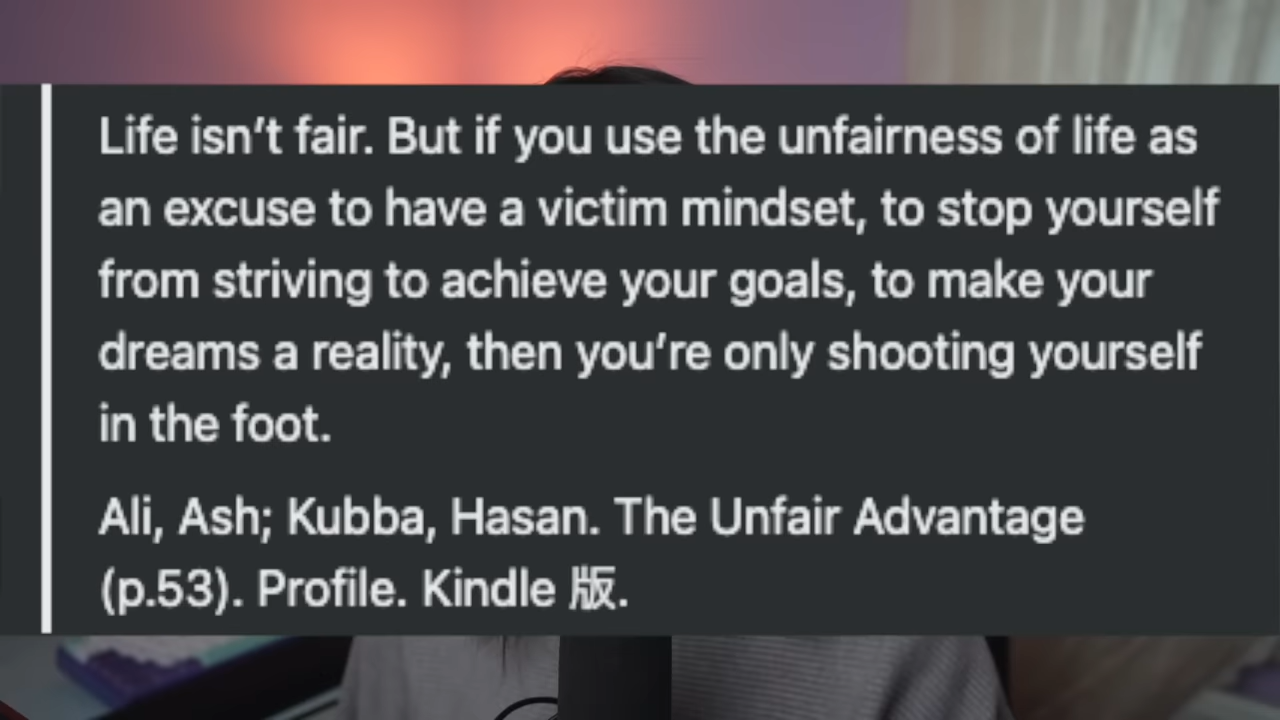 Life isn’t fair. But if you use the unfairness of life as
an excuse to have a victim mindset, to stop yourself
from striving to achieve your goals, to make your
dreams a reality, then you’re only shooting yourself
in the foot.
Ali, Ash; Kubba, Hasan. The Unfair Advantage
(p.53). Profile. Kindle 版.